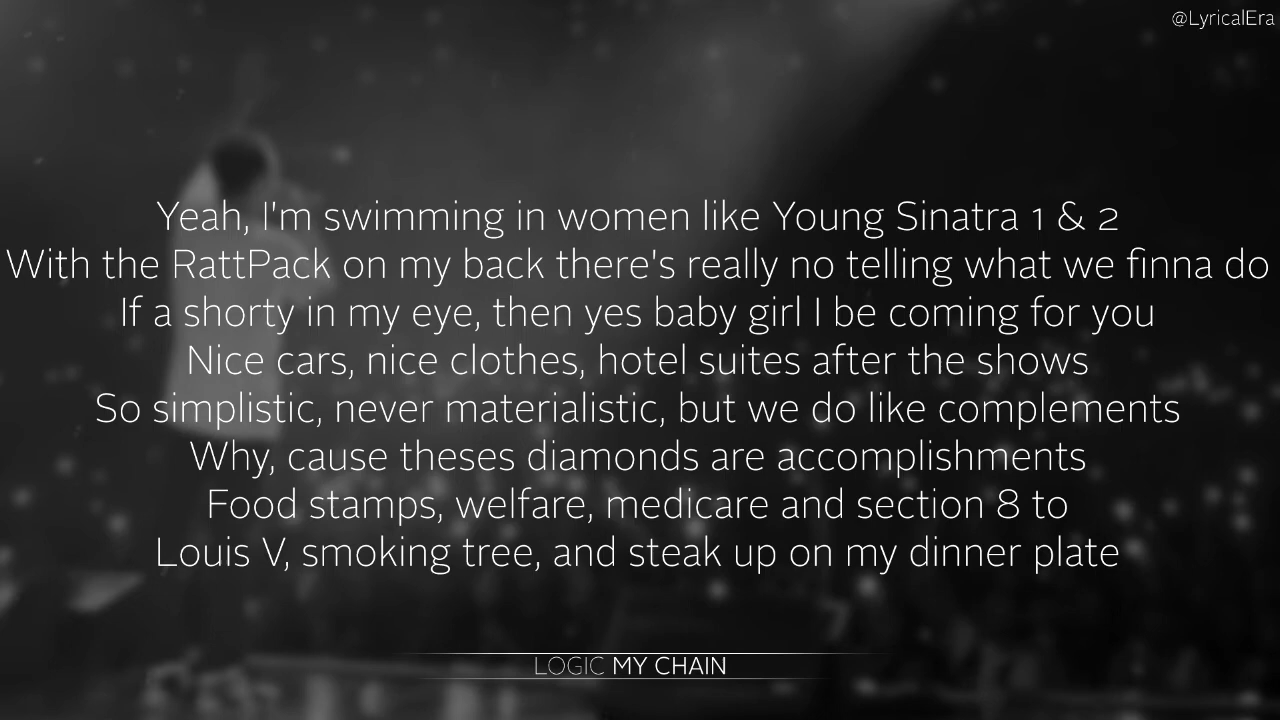 @LyricalEra
Yeah, I'm swimming in women like Young Sinatra 1 & 2
With the RattPack on my back there's really no telling what we finna do
If a shorty in my eye, then yes baby girl I be coming for you
Nice cars, nice clothes, hotel suites after the shows
So simplistic, never materialistic, but we do like complements
Why, cause theses diamonds are accomplishments
Food stamps, welfare, medicare and section 8 to
Louis V, smoking tree, and steak up on my dinner plate
LOGIC MY CHAIN